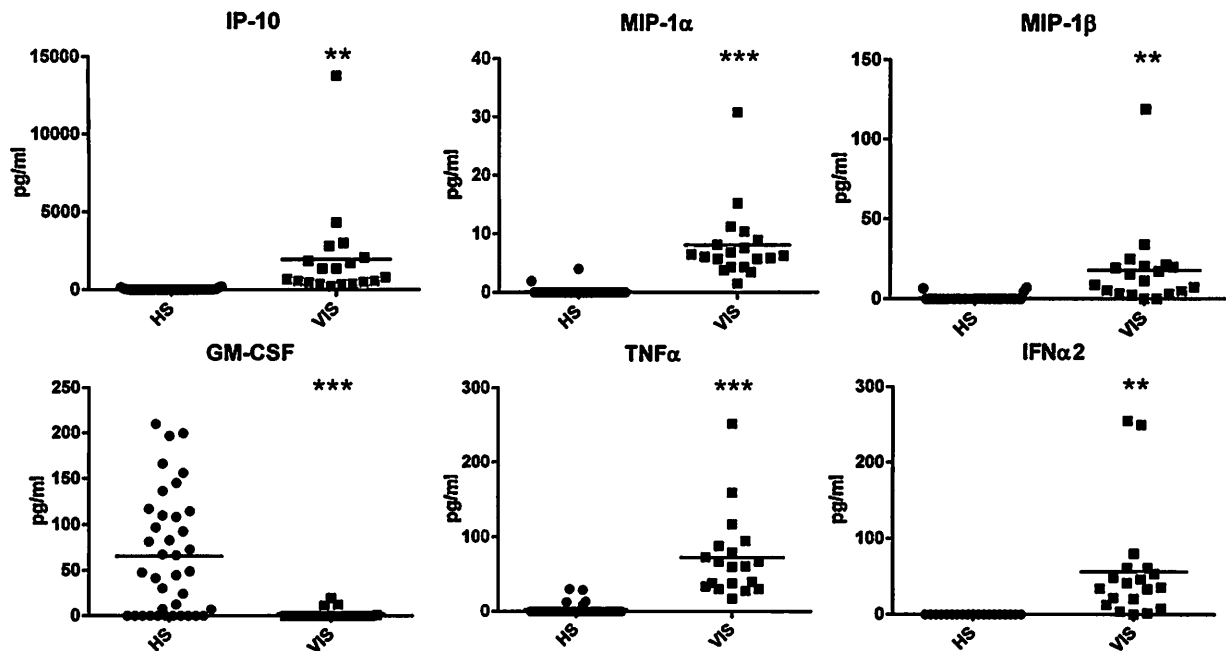 IP-10
**
15000
10000
5000
0
pg/ml
HS
VIS
MIP-1α
***
40
30
20
10
0
pg/ml
HS
VIS
MIP-1β
**
150
100
50
0
pg/ml
HS
VIS
GM-CSF
***
250
200
150
100
50
0
pg/ml
HS
VIS
TNFα
***
300
200
100
0
pg/ml
HS
VIS
IFNα2
**
300
200
100
0
pg/ml
HS
VIS